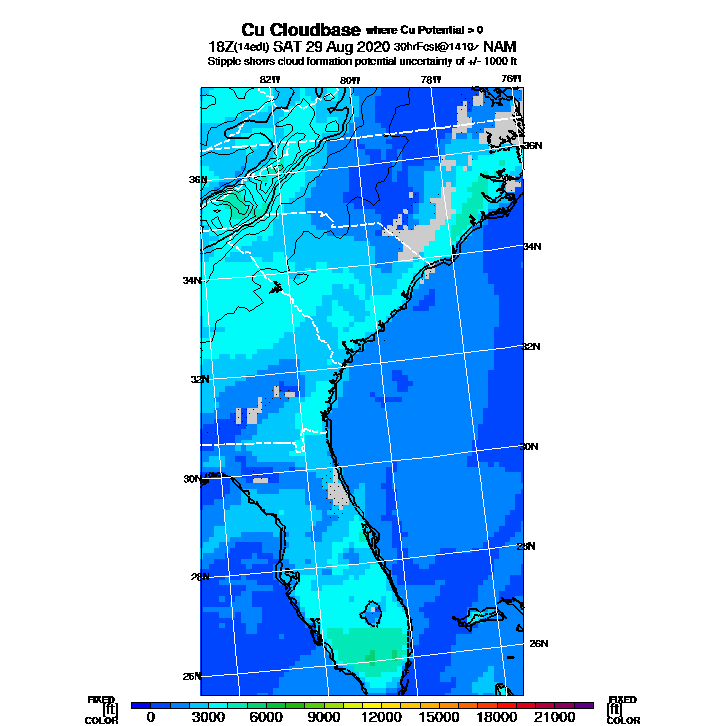 Cu Cloudbase where Cu Potential > 0
18Z(14edt) SAT 29 Aug 2020 30hrFcst@1410z NAM
Stipple shows cloud formation potential uncertainty of +/- 1000 ft
82W 80W 78W 76W
36N
36N
34N
34N
32N
32N
30N
30N
28N
28N
26N
26N
FIXED FIXED
[ft] [ft]
COLOR COLOR
0 3000 6000 9000 12000 15000 18000 21000